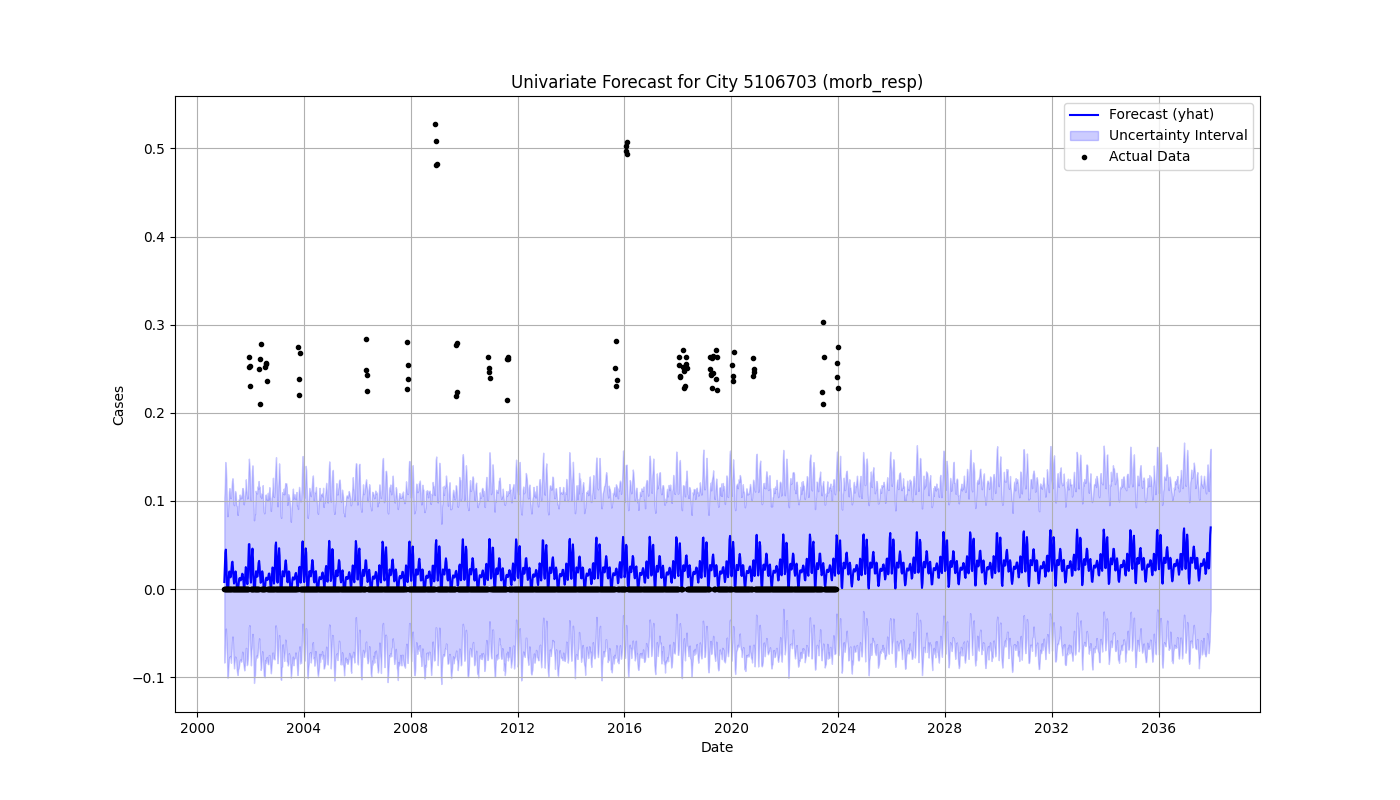 Univariate Forecast for City 5106703 (morb_resp)
Forecast (yhat)
Uncertainty Interval
Actual Data
Cases
0.5
0.4
0.3
0.2
0.1
0.0
−0.1
2000 2004 2008 2012 2016 2020 2024 2028 2032 2036
Date